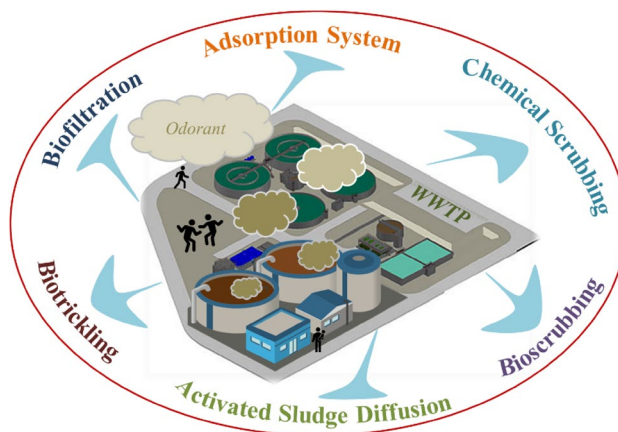 Adsorption System
Chemical Scrubbing
Biofiltration
Odorant
WWTP
Biotrickling
Bioscrubbing
Activated Sludge Diffusion